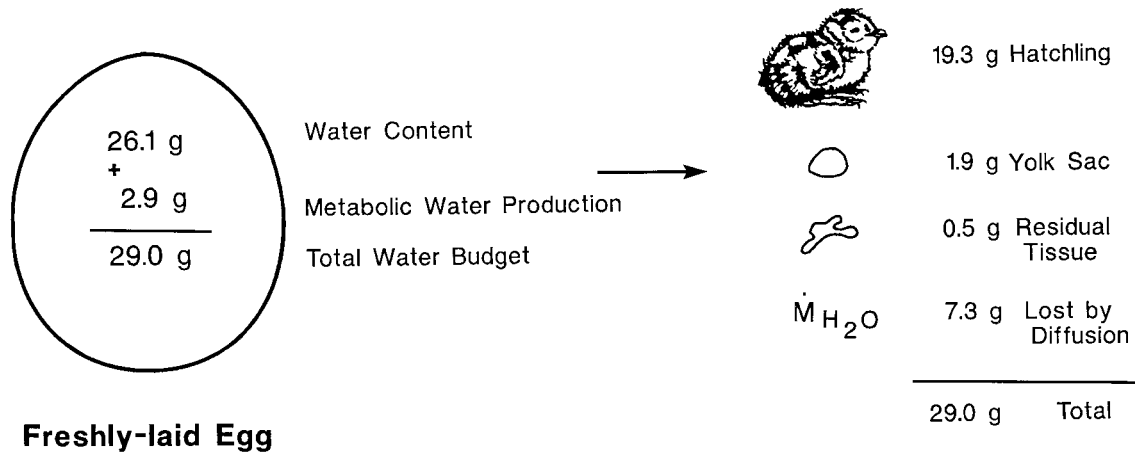 26.1 g
Water Content
+
2.9 g
Metabolic Water Production
29.0 g
Total Water Budget
Freshly-laid Egg
19.3 g Hatchling
1.9 g Yolk Sac
0.5 g Residual
Tissue
ṀH₂O
7.3 g Lost by
Diffusion
29.0 g Total